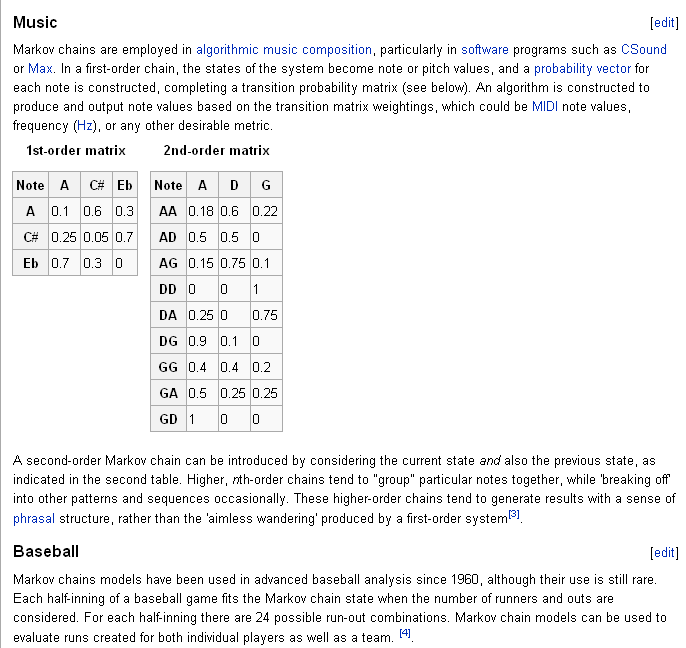 Music [edit]
Markov chains are employed in algorithmic music composition, particularly in software programs such as CSound
or Max. In a first-order chain, the states of the system become note or pitch values, and a probability vector for
each note is constructed, completing a transition probability matrix (see below). An algorithm is constructed to
produce and output note values based on the transition matrix weightings, which could be MIDI note values,
frequency (Hz), or any other desirable metric.
1st-order matrix
Note A C# Eb
A 0.1 0.6 0.3
C# 0.25 0.05 0.7
Eb 0.7 0.3 0
2nd-order matrix
Note A D G
AA 0.18 0.6 0.22
AD 0.5 0.5 0
AG 0.15 0.75 0.1
DD 0 0 1
DA 0.25 0 0.75
DG 0.9 0.1 0
GG 0.4 0.4 0.2
GA 0.5 0.25 0.25
GD 1 0 0
A second-order Markov chain can be introduced by considering the current state and also the previous state, as
indicated in the second table. Higher, nth-order chains tend to "group" particular notes together, while 'breaking off'
into other patterns and sequences occasionally. These higher-order chains tend to generate results with a sense of
phrasal structure, rather than the 'aimless wandering' produced by a first-order system[3].
Baseball [edit]
Markov chains models have been used in advanced baseball analysis since 1960, although their use is still rare.
Each half-inning of a baseball game fits the Markov chain state when the number of runners and outs are
considered. For each half-inning there are 24 possible run-out combinations. Markov chain models can be used to
evaluate runs created for both individual players as well as a team. [4].